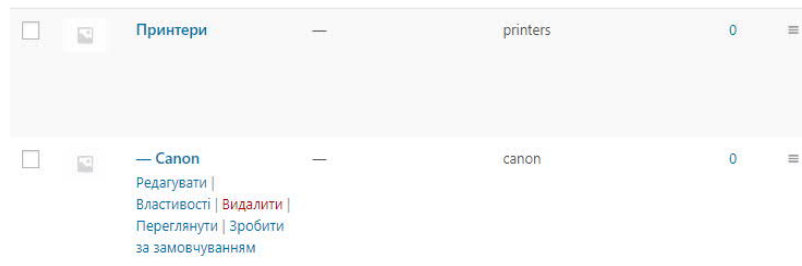 Принтери — printers 0
— Canon — canon 0
Редагувати |
Властивості | Видалити |
Переглянути | Зробити
за замовчуванням